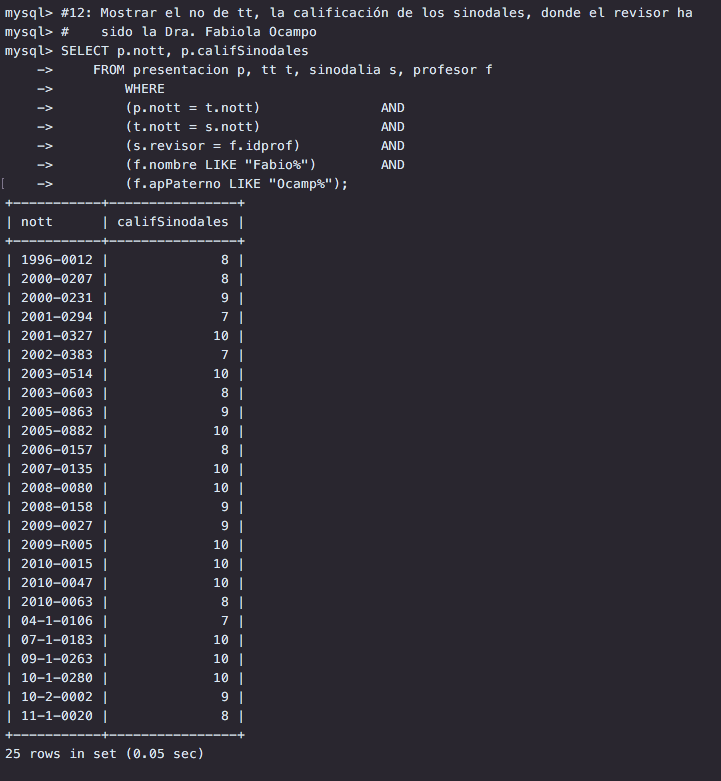 mysql> #12: Mostrar el no de tt, la calificación de los sinodales, donde el revisor ha
mysql> #    sido la Dra. Fabiola Ocampo
mysql> SELECT p.nott, p.califSinodales
    ->     FROM presentacion p, tt t, sinodalia s, profesor f
    ->         WHERE
    ->         (p.nott = t.nott)               AND
    ->         (t.nott = s.nott)               AND
    ->         (s.revisor = f.idprof)          AND
    ->         (f.nombre LIKE "Fabio%")        AND
[   ->         (f.apPaterno LIKE "Ocamp%");
+-----------+----------------+
| nott      | califSinodales |
+-----------+----------------+
| 1996-0012 |              8 |
| 2000-0207 |              8 |
| 2000-0231 |              9 |
| 2001-0294 |              7 |
| 2001-0327 |             10 |
| 2002-0383 |              7 |
| 2003-0514 |             10 |
| 2003-0603 |              8 |
| 2005-0863 |              9 |
| 2005-0882 |             10 |
| 2006-0157 |              8 |
| 2007-0135 |             10 |
| 2008-0080 |             10 |
| 2008-0158 |              9 |
| 2009-0027 |              9 |
| 2009-R005 |             10 |
| 2010-0015 |             10 |
| 2010-0047 |             10 |
| 2010-0063 |              8 |
| 04-1-0106 |              7 |
| 07-1-0183 |             10 |
| 09-1-0263 |             10 |
| 10-1-0280 |             10 |
| 10-2-0002 |              9 |
| 11-1-0020 |              8 |
+-----------+----------------+
25 rows in set (0.05 sec)